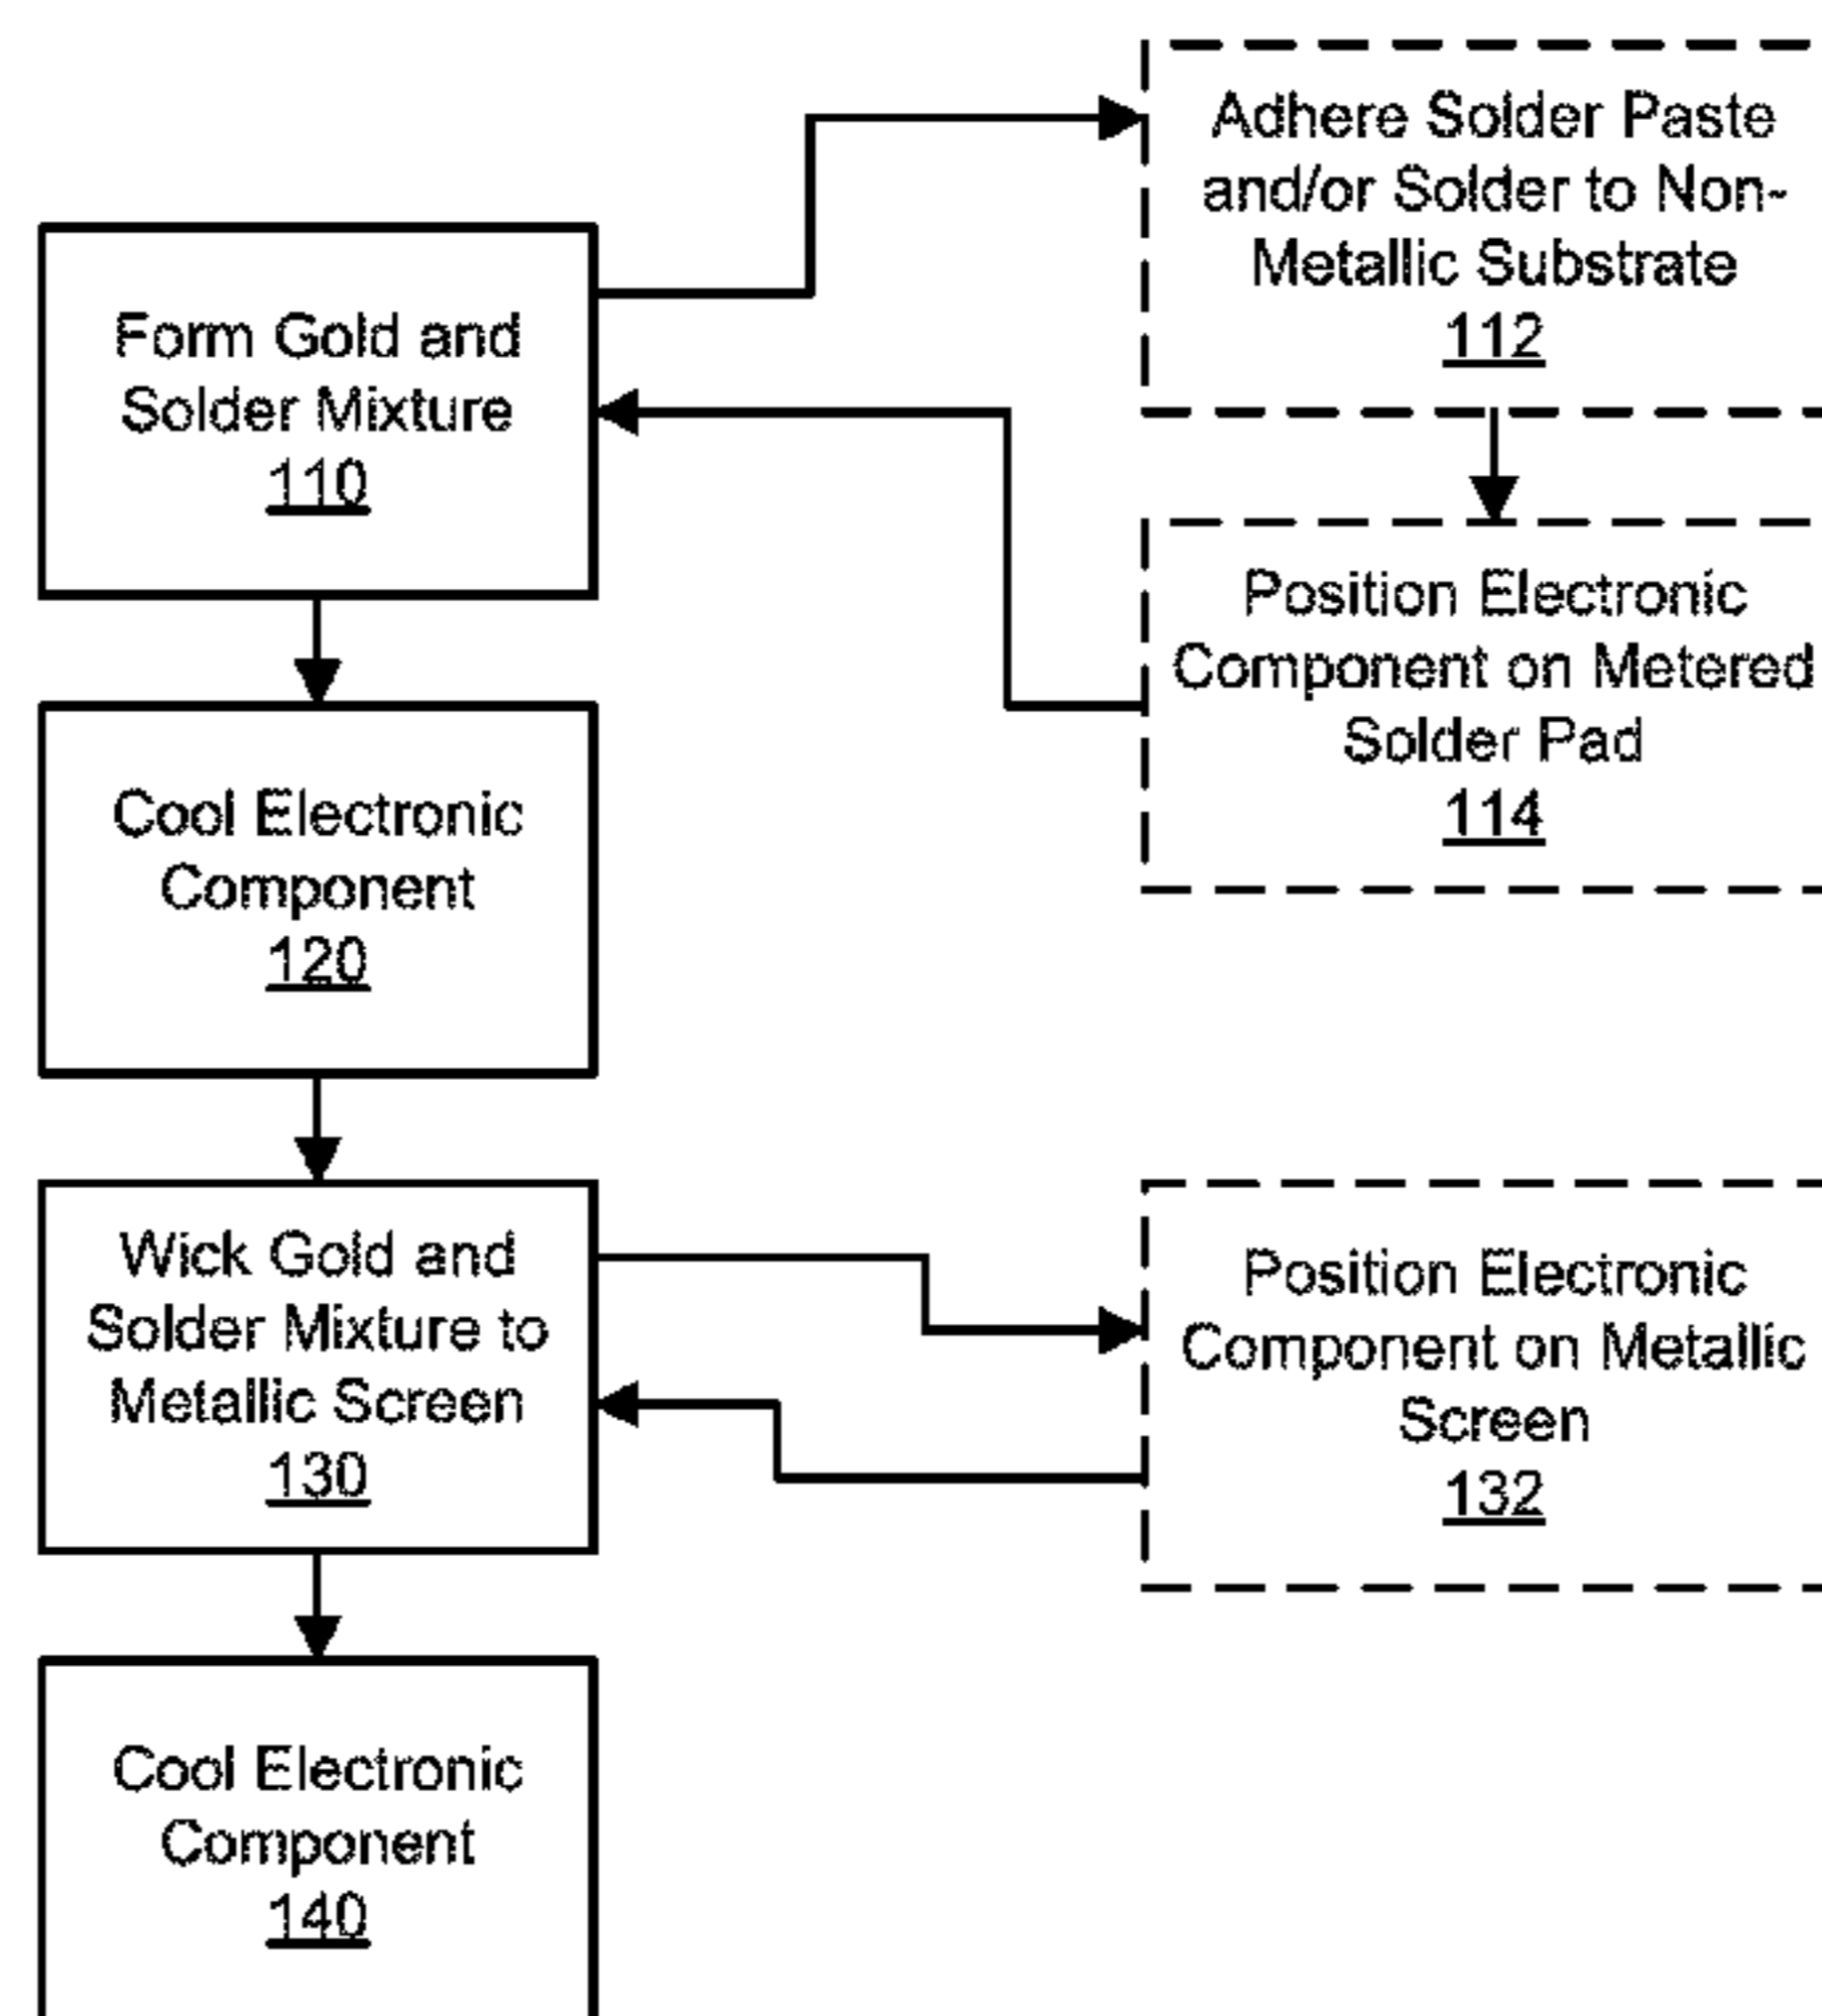 Adhere Solder Paste
and/or Solder to Non-
Metallic Substrate
112
Form Gold and
Solder Mixture
110
Position Electronic
Component on Metered
Solder Pad
114
Cool Electronic
Component
120
Wick Gold and
Solder Mixture to
Metallic Screen
130
Position Electronic
Component on Metallic
Screen
132
Cool Electronic
Component
140